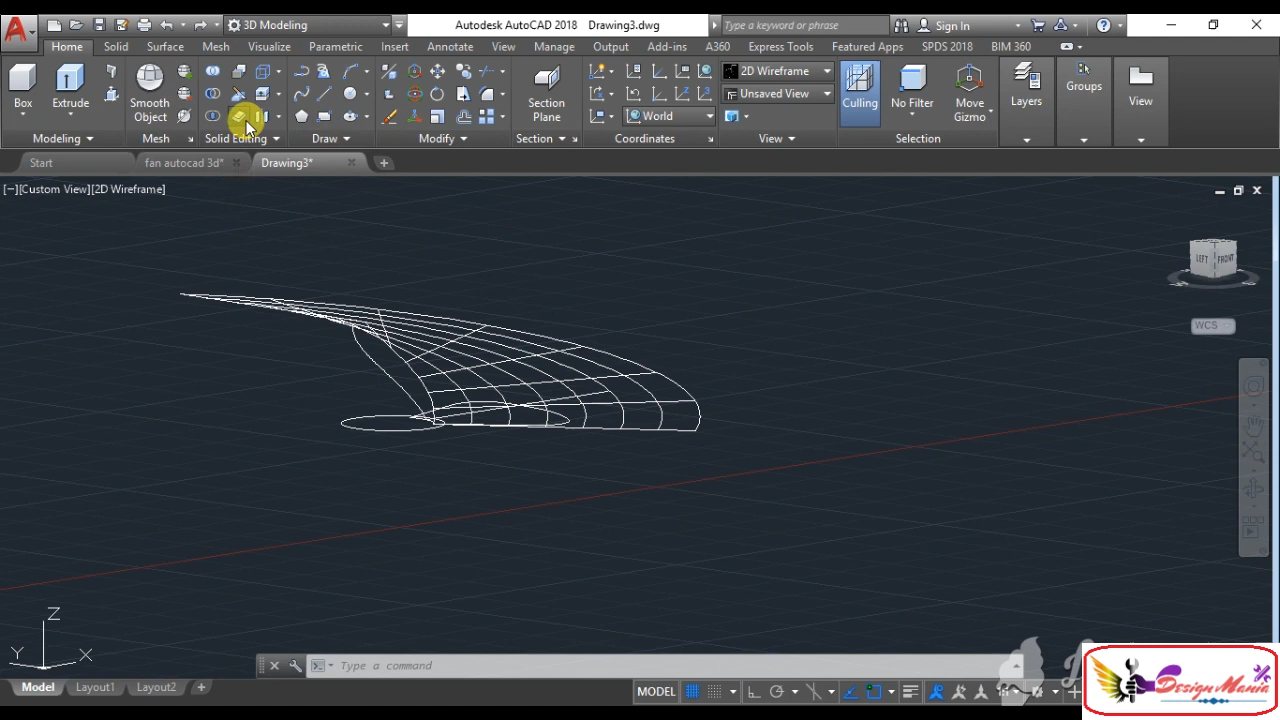 3D Modeling
Autodesk AutoCAD 2018 Drawing3.dwg
Type a keyword or phrase
Sign In
Home Solid Surface Mesh Visualize Parametric Insert Annotate View Manage Output Add-ins A360 Express Tools Featured Apps SPDS 2018 BIM 360
2D Wireframe
Unsaved View
World
Box
Extrude
Smooth
Object
Section
Plane
Culling
No Filter
Move
Gizmo
Layers
Groups
View
Modeling
Mesh
Solid Editing
Draw
Modify
Section
Coordinates
View
Selection
Start
fan autocad 3d*
Drawing3*
[−][Custom View][2D Wireframe]
LEFT
FRONT
WCS
Z
Y
X
Type a command
Model
Layout1
Layout2
MODEL
Design Mania